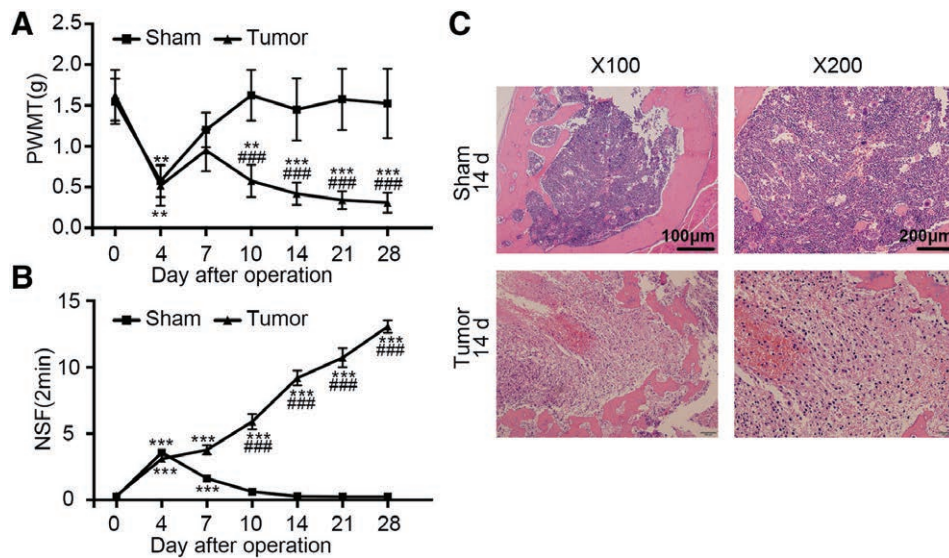 A
Sham Tumor
PWMT(g)
2.5
2.0
1.5
1.0
0.5
0.0
**
**
**
###
***
###
***
###
***
###
0 4 7 10 14 21 28
Day after operation
B
Sham Tumor
NSF(2min)
15
10
5
0
***
***
***
***
***
###
***
###
***
###
***
###
0 4 7 10 14 21 28
Day after operation
C
X100 X200
Sham
14 d
100μm
200μm
Tumor
14 d